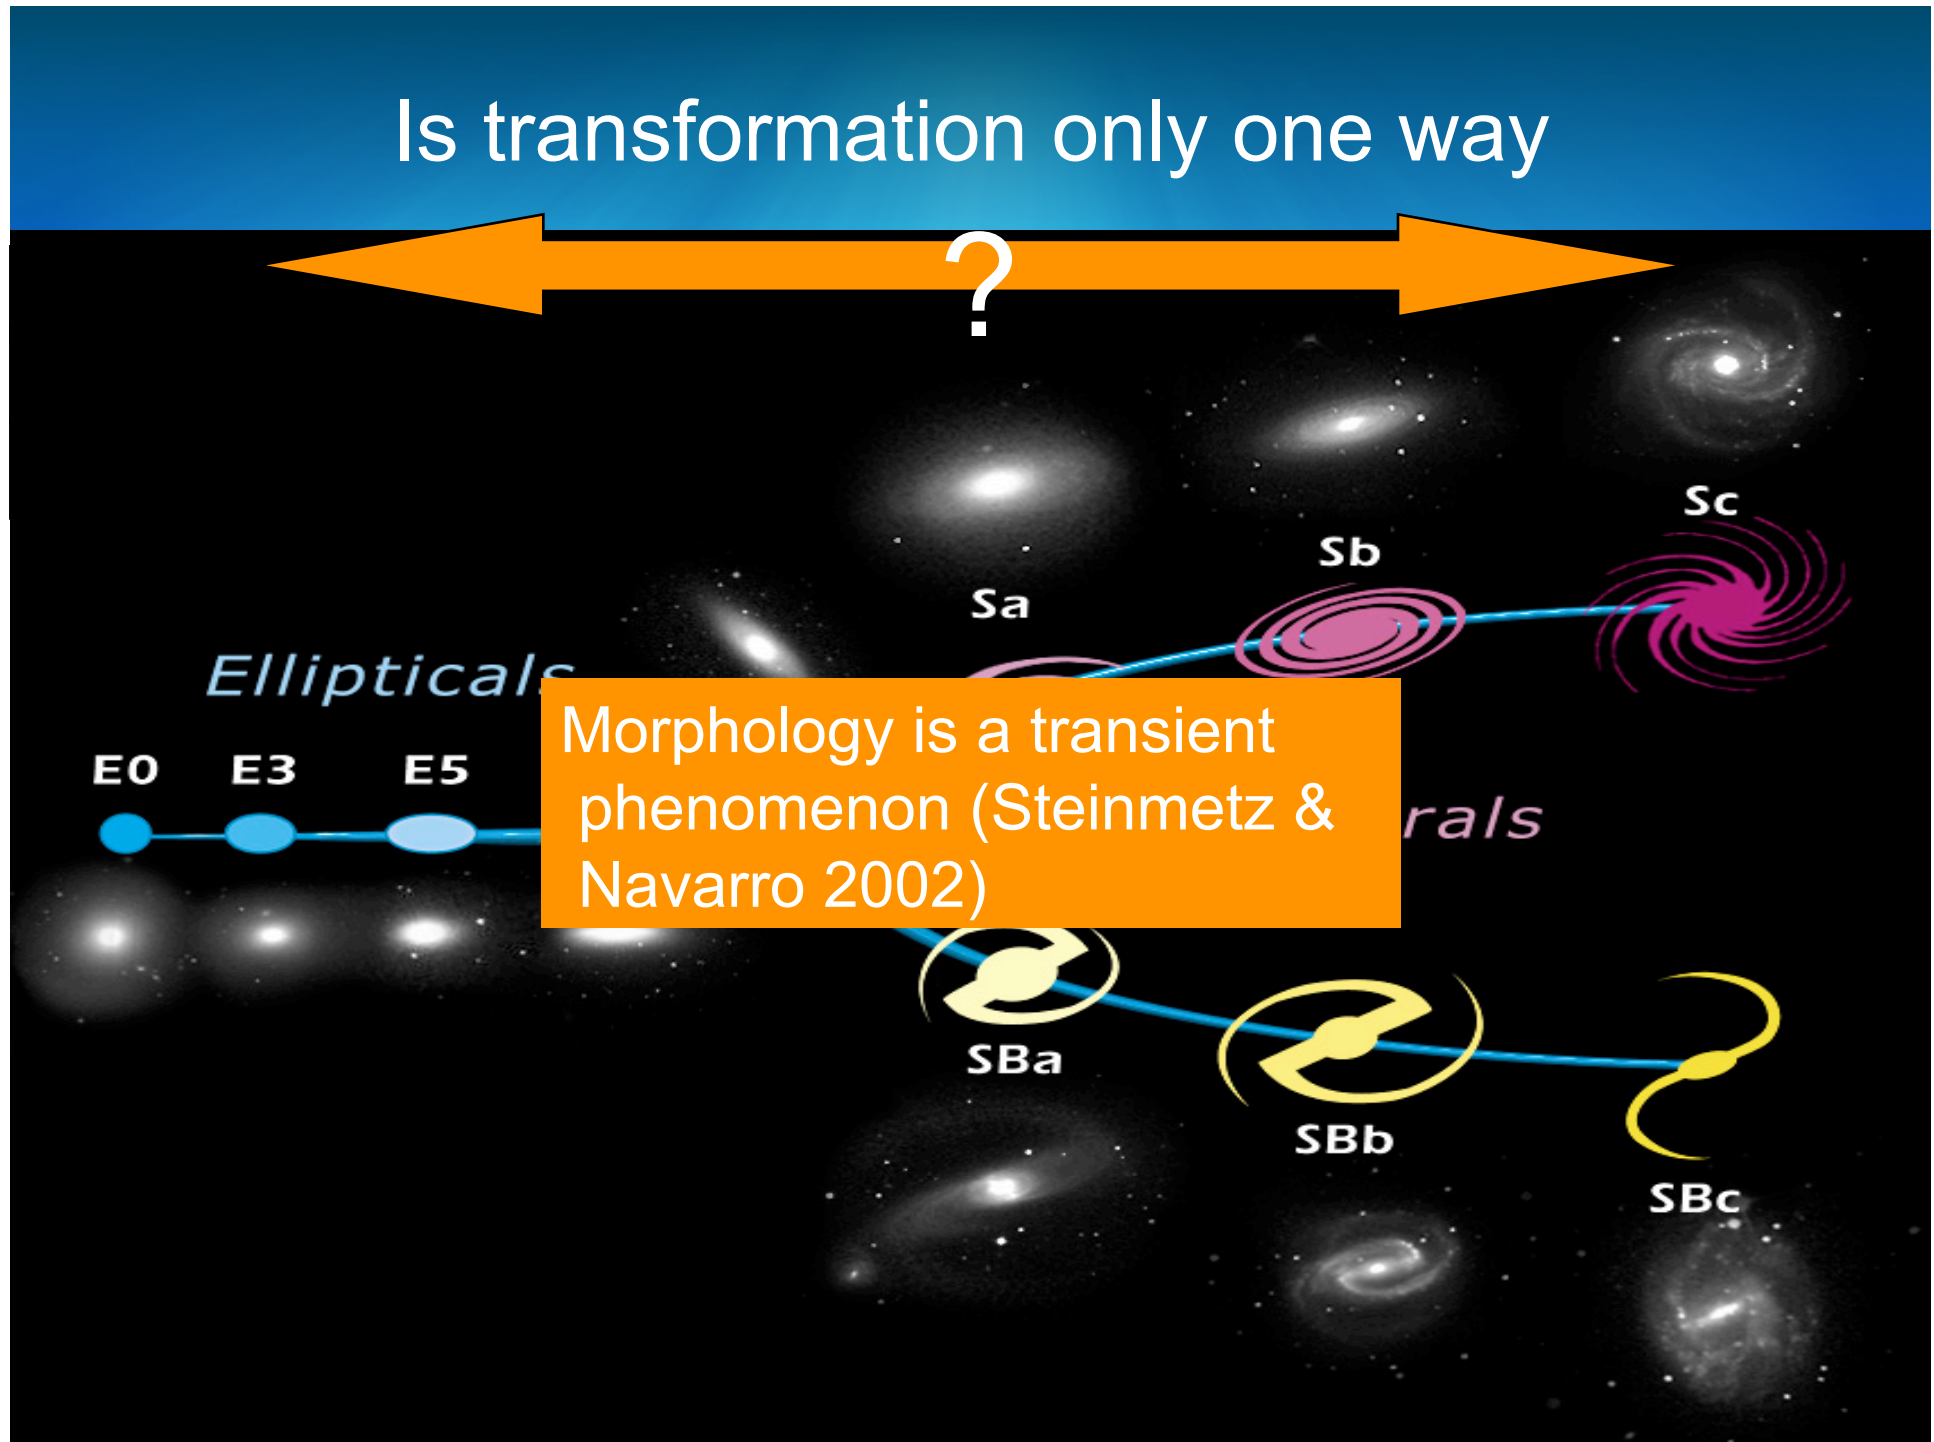 Is transformation only one way
?
Sc
Sb
Sa
Ellipticals
Morphology is a transient
phenomenon (Steinmetz &
Navarro 2002)
E0 E3 E5
rals
SBa
SBb
SBc